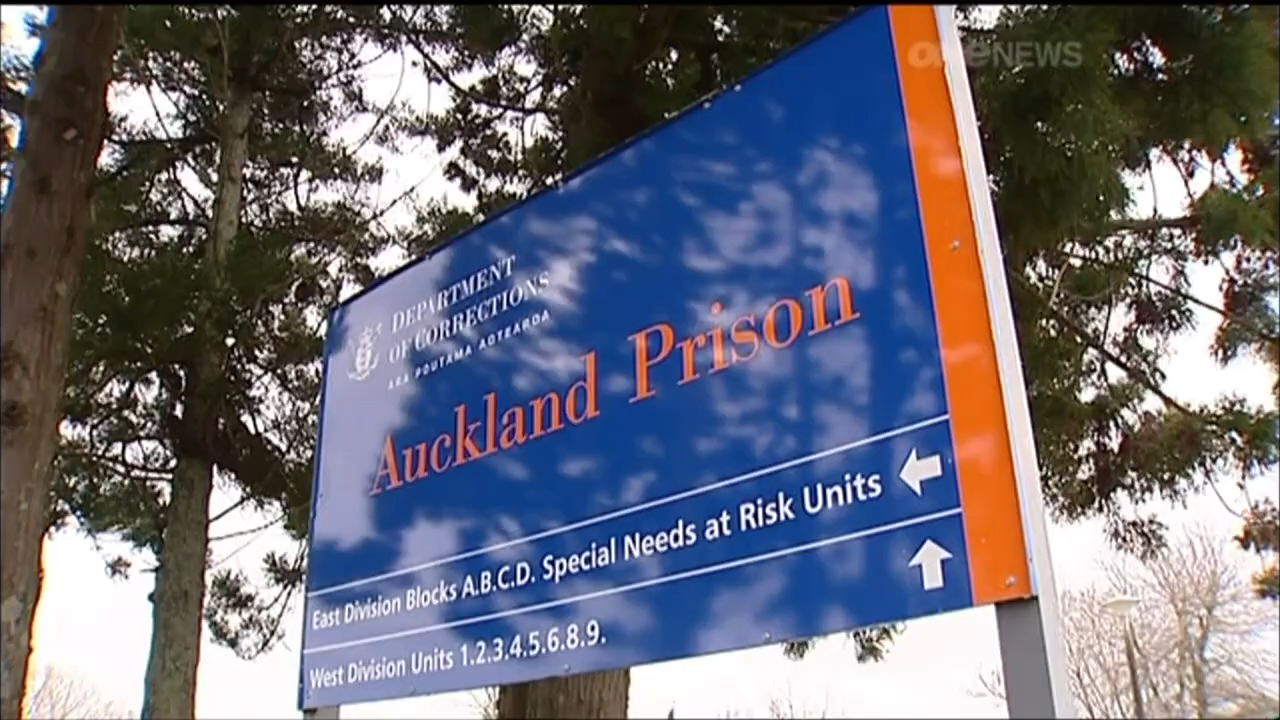 one NEWS
DEPARTMENT
OF CORRECTIONS
ARA POUTAMA AOTEAROA
Auckland Prison
East Division Blocks A.B.C.D. Special Needs at Risk Units
West Division Units 1.2.3.4.5.6.8.9.